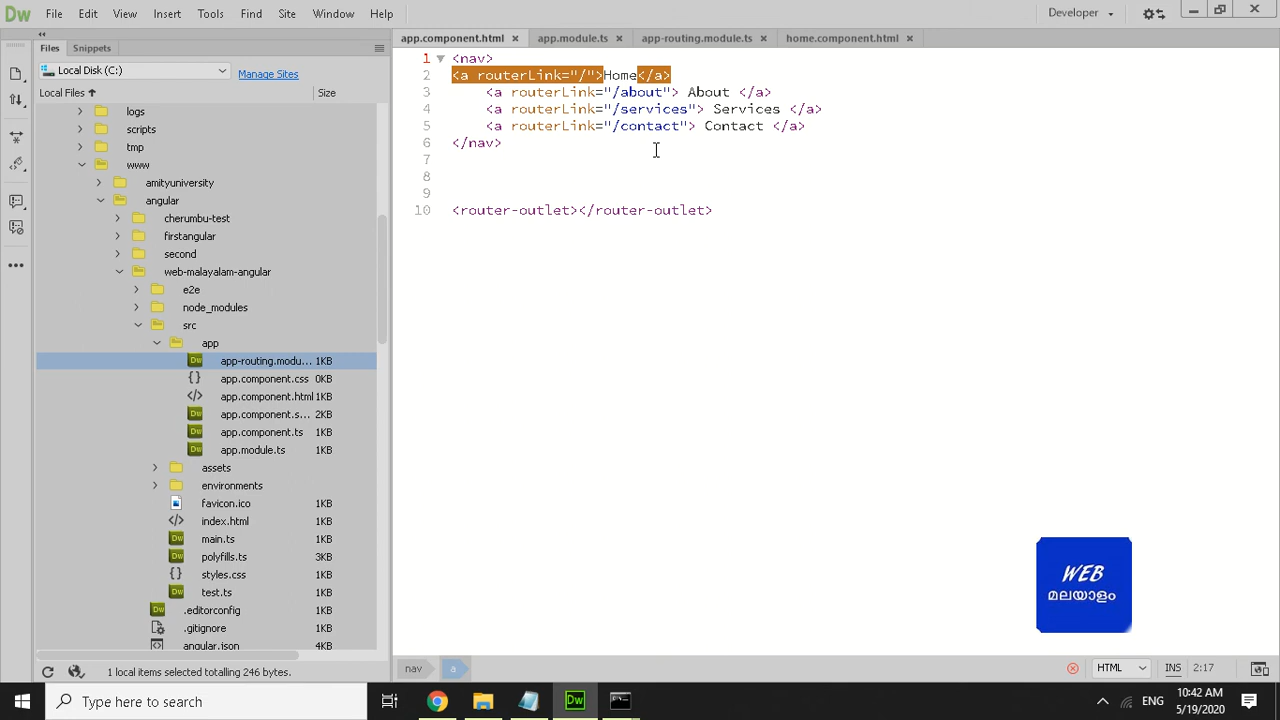 Dw File Edit View Insert Tools Find Site Window Help Developer
Files Snippets
Local Disk (C:) Manage Sites
Local Files Size
logs
scripts
tmp
www
amityuniversity
angular
cherumbu-test
firstangular
second
web-malayalam-angular
e2e
node_modules
src
app
app-routing.modu... 1KB
app.component.css 0KB
app.component.html 1KB
app.component.s... 2KB
app.component.ts 1KB
app.module.ts 1KB
assets
environments
favicon.ico 1KB
index.html 1KB
main.ts 1KB
polyfills.ts 3KB
styles.css 1KB
test.ts 1KB
.editorconfig 1KB
.gitignore 1KB
angular.json 4KB
1 local items selected totalling 246 bytes.
app.component.html app.module.ts app-routing.module.ts home.component.html
1 <nav>
2 <a routerLink="/">Home</a>
3 <a routerLink="/about"> About </a>
4 <a routerLink="/services"> Services </a>
5 <a routerLink="/contact"> Contact </a>
6 </nav>
7
8
9
10 <router-outlet></router-outlet>
WEB
മലയാളം
nav a HTML INS 2:17
Type here to search
Dw
ENG
10:42 AM
5/19/2020